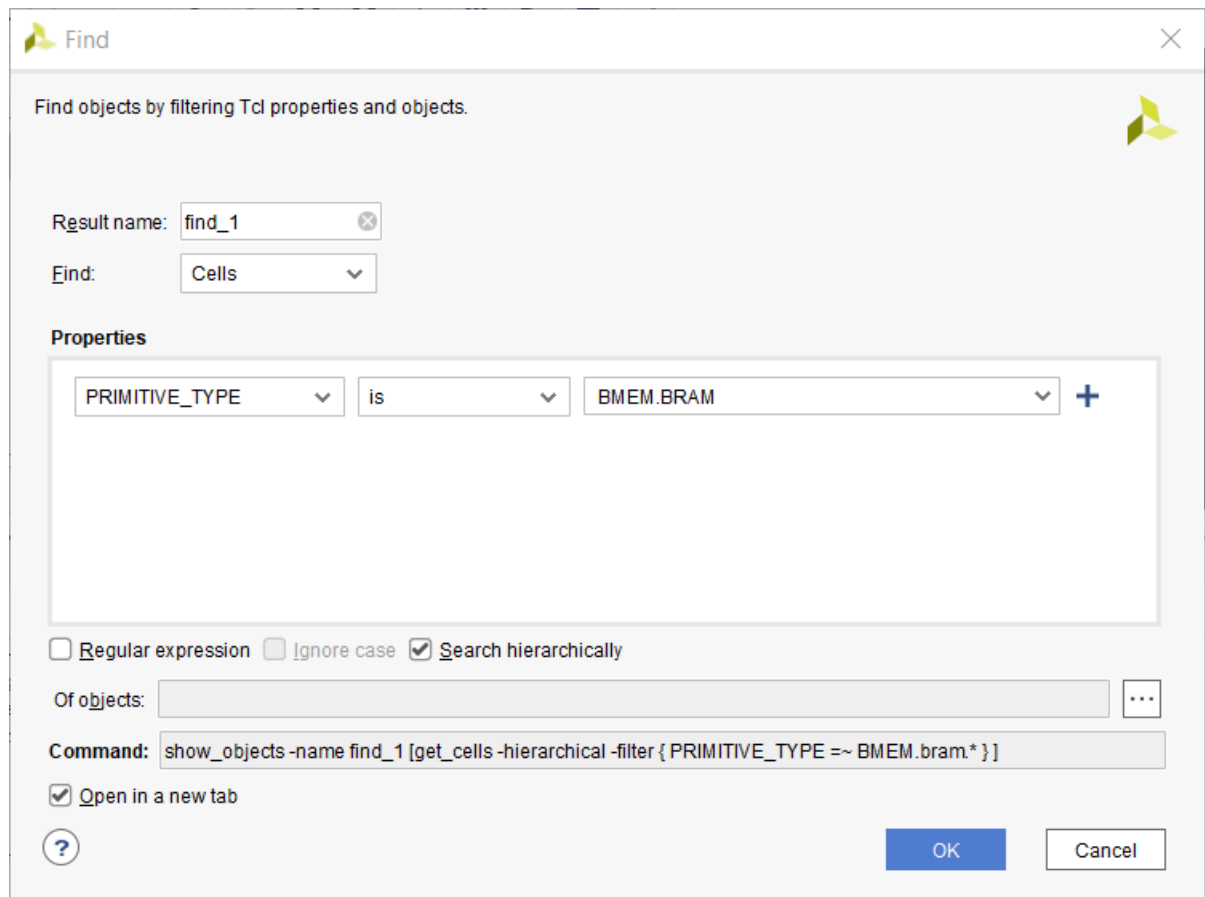 Find
Find objects by filtering Tcl properties and objects.
Result name: find_1
Find: Cells
Properties
PRIMITIVE_TYPE is BMEM.BRAM
Regular expression Ignore case Search hierarchically
Of objects: ...
Command: show_objects -name find_1 [get_cells -hierarchical -filter { PRIMITIVE_TYPE =~ BMEM.bram.* } ]
Open in a new tab
? OK Cancel